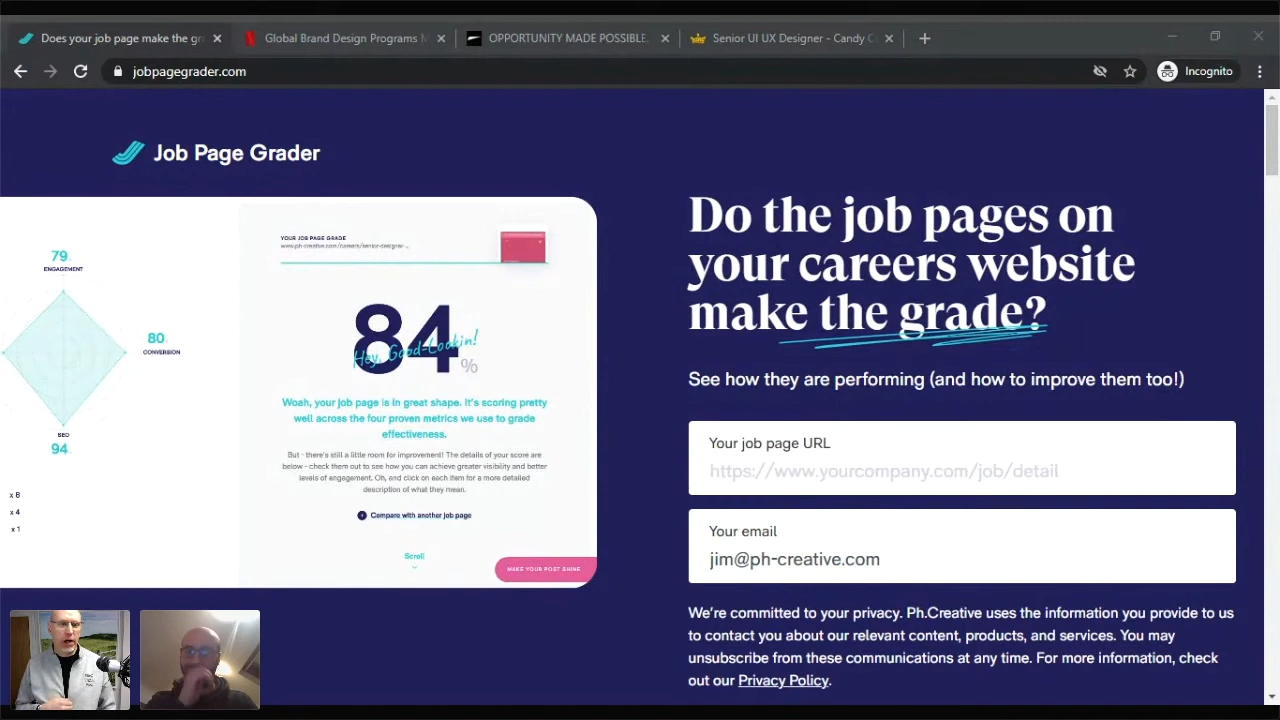 Does your job page make the gr
Global Brand Design Programs M
OPPORTUNITY MADE POSSIBLE.
Senior UI UX Designer - Candy C
jobpagegrader.com
Incognito
Job Page Grader
79
ENGAGEMENT
80
CONVERSION
SEO
94
x 8
x 4
x 1
YOUR JOB PAGE GRADE
www.ph-creative.com/careers/senior-designer-...
84%
Hey, Good-Lookin!
Woah, your job page is in great shape. It's scoring pretty
well across the four proven metrics we use to grade
effectiveness.
But - there's still a little room for improvement! The details of your score are
below - check them out to see how you can achieve greater visibility and better
levels of engagement. Oh, and click on each item for a more detailed
description of what they mean.
Compare with another job page
Scroll
MAKE YOUR POST SHINE
Do the job pages on
your careers website
make the grade?
See how they are performing (and how to improve them too!)
Your job page URL
https://www.yourcompany.com/job/detail
Your email
jim@ph-creative.com
We're committed to your privacy. Ph.Creative uses the information you provide to us
to contact you about our relevant content, products, and services. You may
unsubscribe from these communications at any time. For more information, check
out our Privacy Policy.